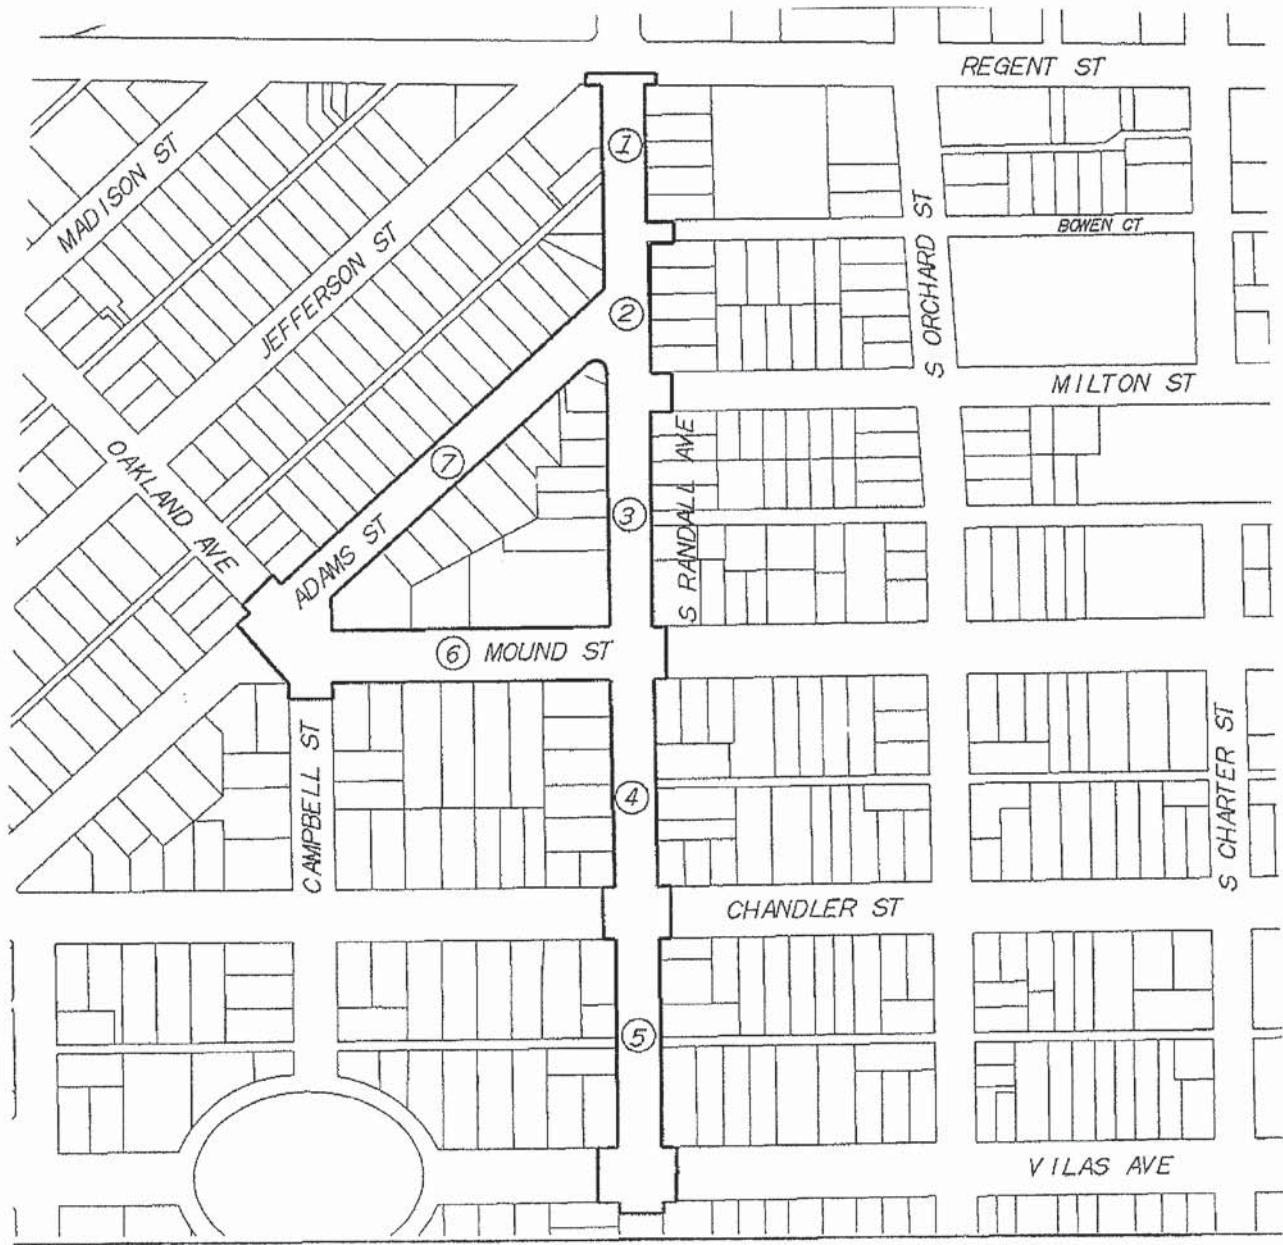 REGENT ST
1
MADISON ST
BOWEN CT
JEFFERSON ST
S ORCHARD ST
2
MILTON ST
OAKLAND AVE
7
S RANDALL AVE
3
ADAMS ST
6 MOUND ST
CAMPBELL ST
S CHARTER ST
4
CHANDLER ST
5
VILAS AVE